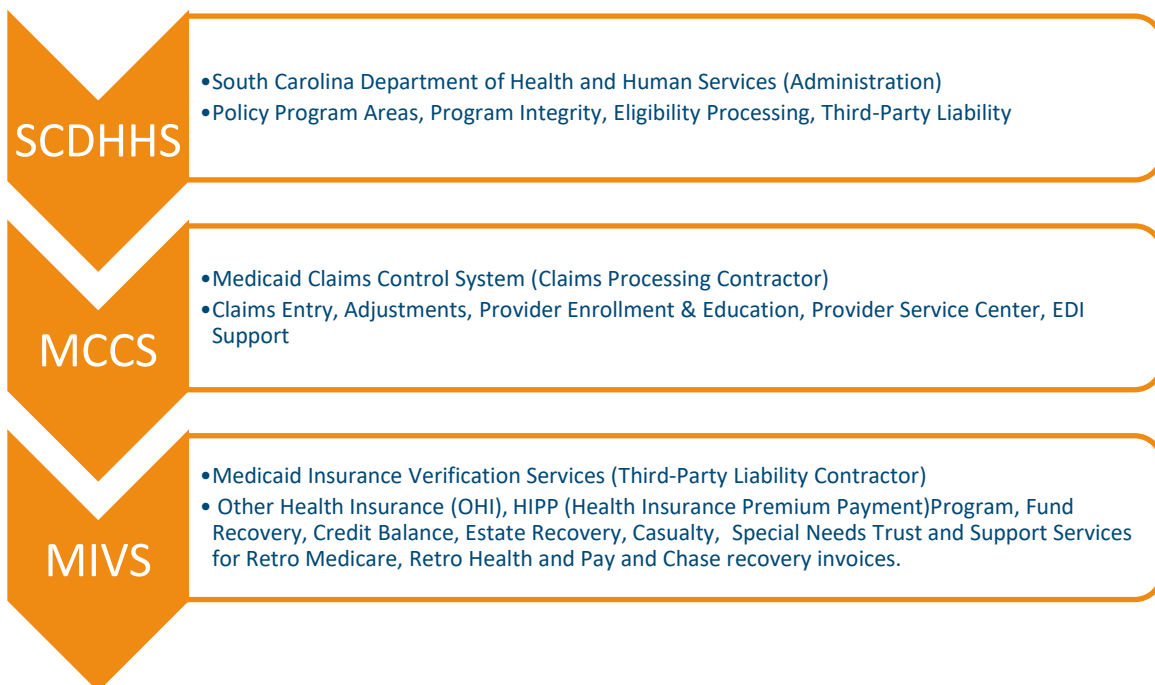 SCDHHS
•South Carolina Department of Health and Human Services (Administration)
•Policy Program Areas, Program Integrity, Eligibility Processing, Third-Party Liability
MCCS
•Medicaid Claims Control System (Claims Processing Contractor)
•Claims Entry, Adjustments, Provider Enrollment & Education, Provider Service Center, EDI
Support
MIVS
•Medicaid Insurance Verification Services (Third-Party Liability Contractor)
• Other Health Insurance (OHI), HIPP (Health Insurance Premium Payment)Program, Fund
Recovery, Credit Balance, Estate Recovery, Casualty,  Special Needs Trust and Support Services
for Retro Medicare, Retro Health and Pay and Chase recovery invoices.